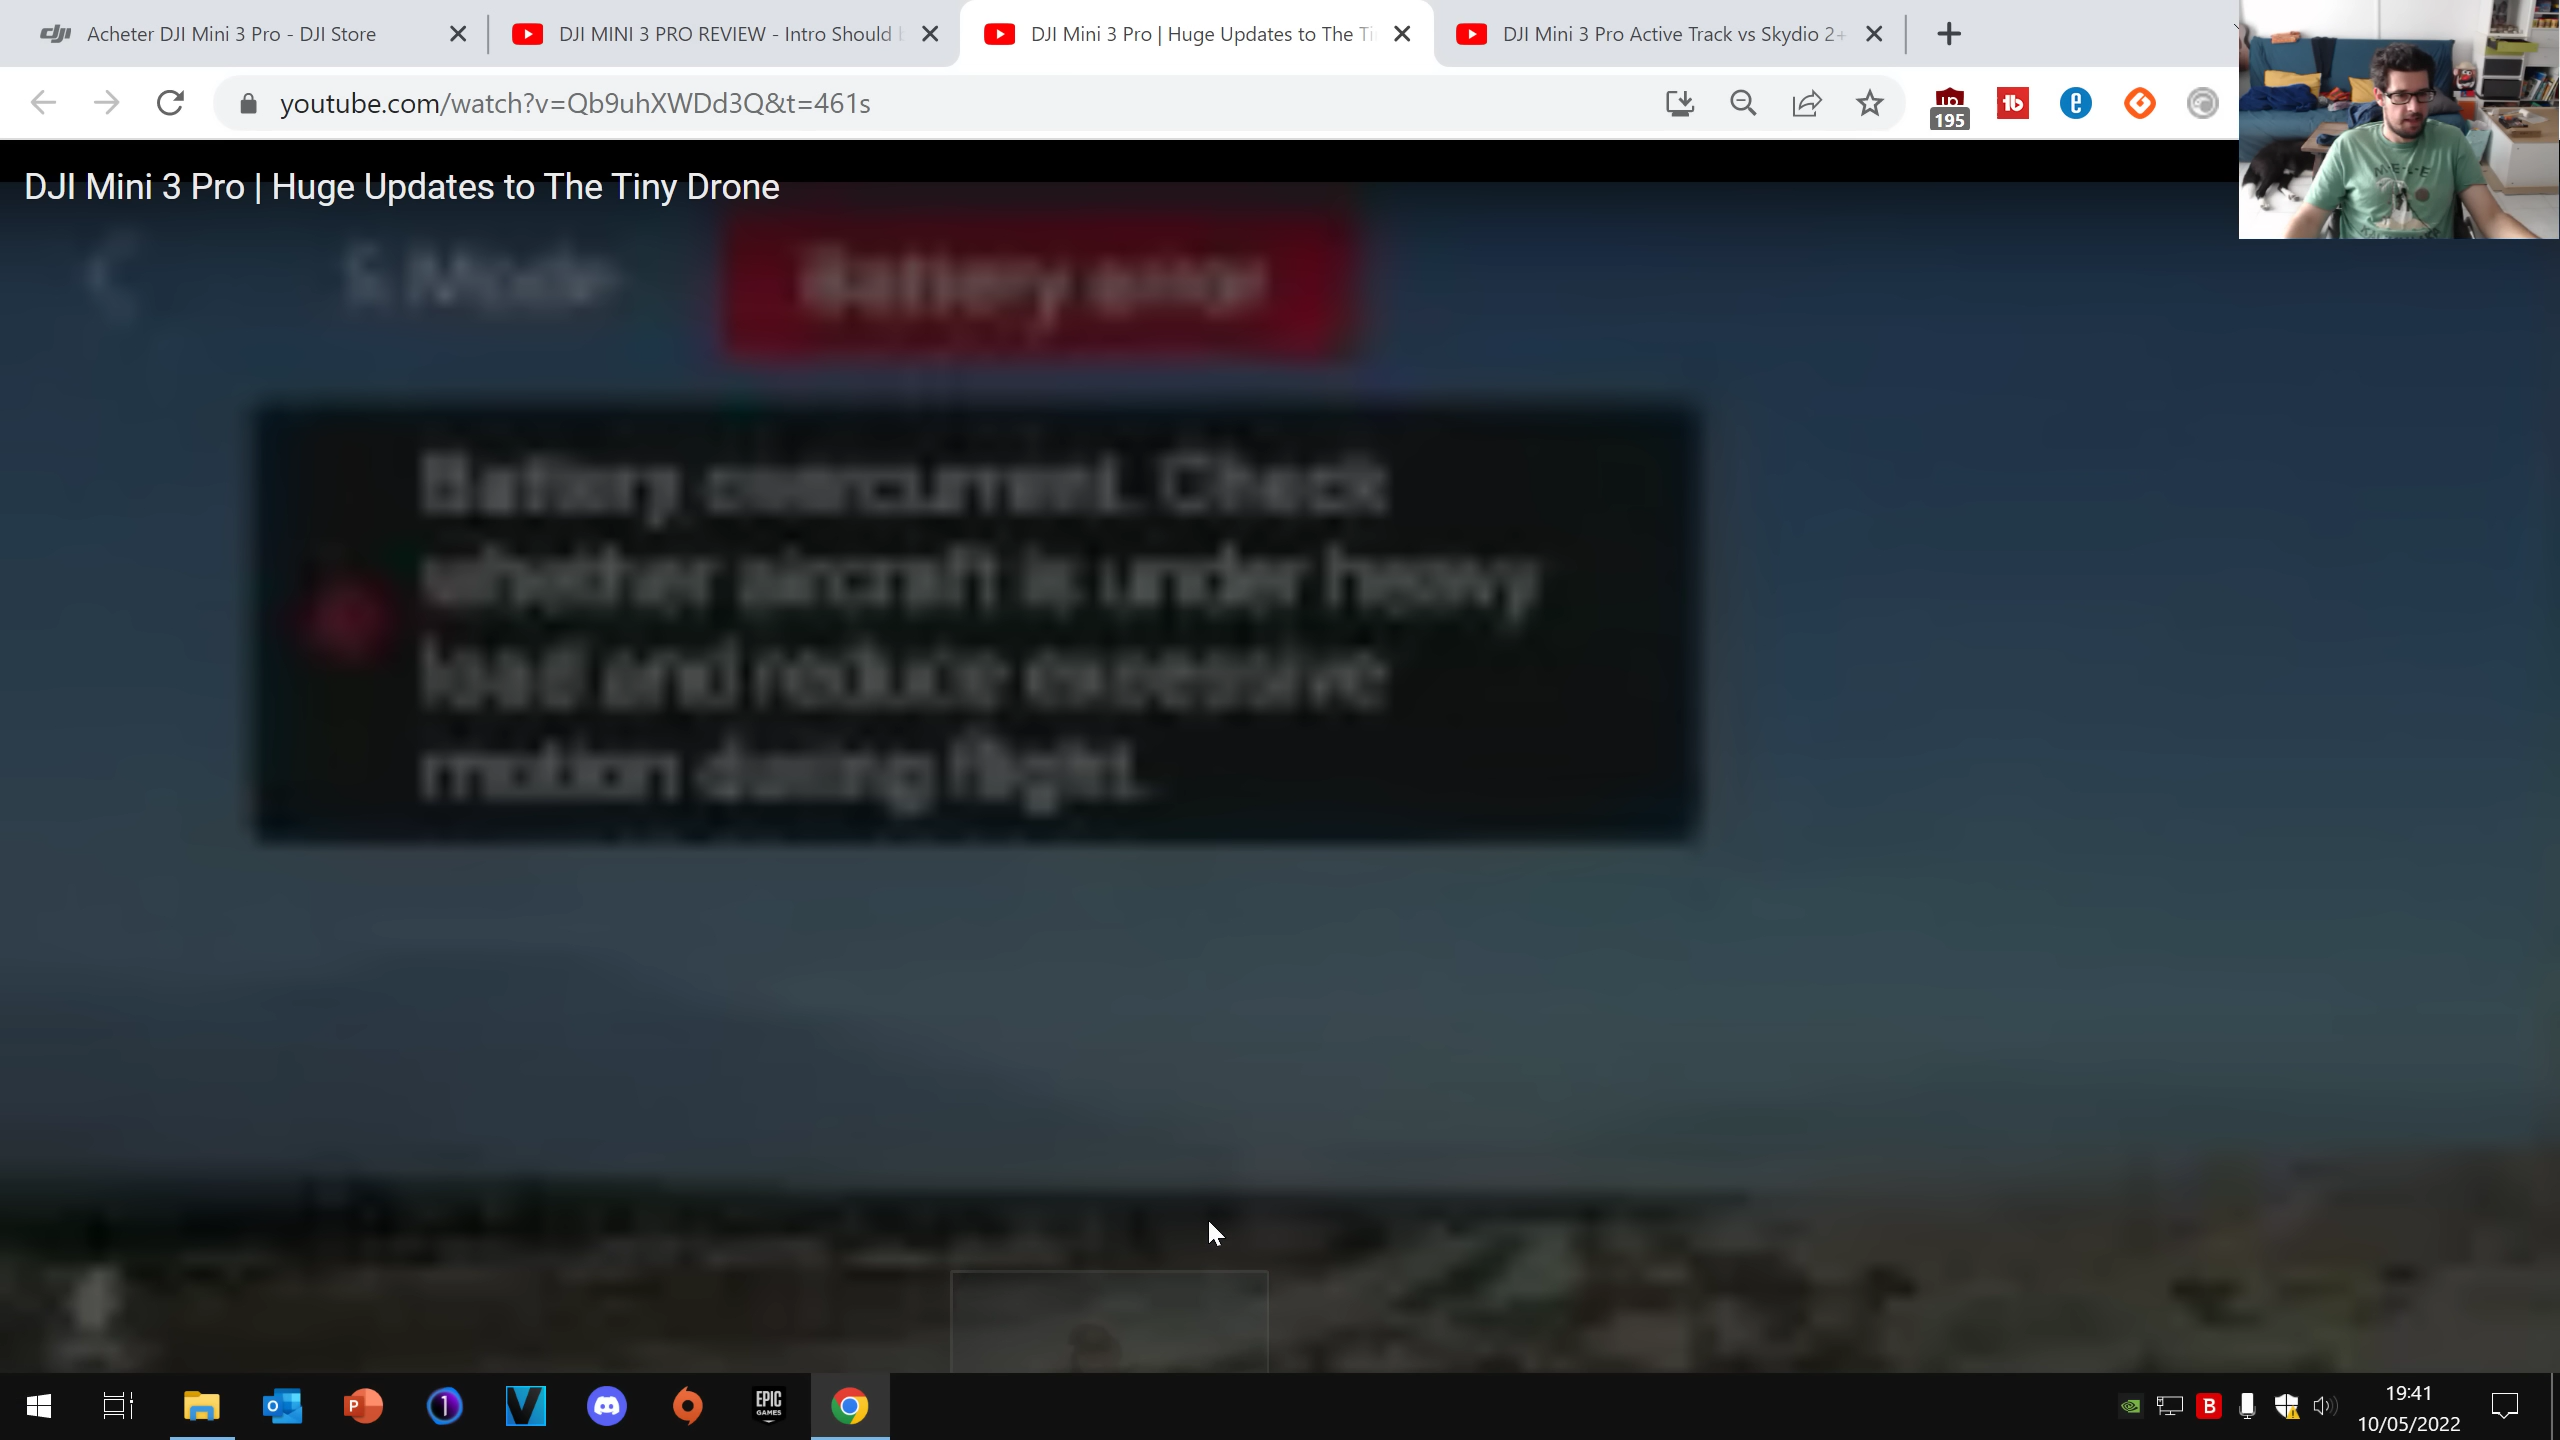 Acheter DJI Mini 3 Pro - DJI Store
DJI MINI 3 PRO REVIEW - Intro Should
DJI Mini 3 Pro | Huge Updates to The Ti
DJI Mini 3 Pro Active Track vs Skydio 2+
youtube.com/watch?v=Qb9uhXWDd3Q&t=461s
195
DJI Mini 3 Pro | Huge Updates to The Tiny Drone
S Mode
Battery error
Battery overcurrent. Check
whether aircraft is under heavy
load and reduce excessive
motion during flight.
EPIC
GAMES
19:41
10/05/2022